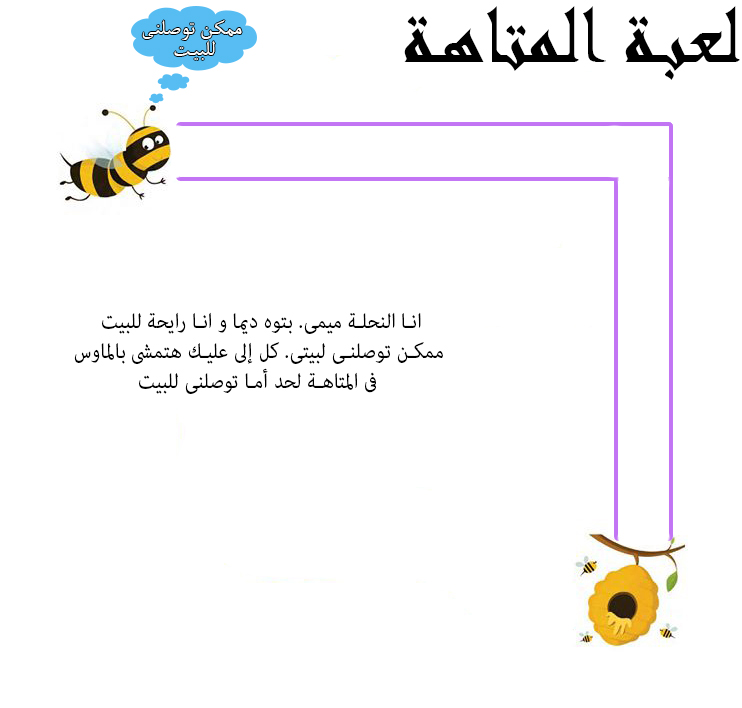 لعبة المتاهة
ممكن توصلنى
للبيت
انا النحلة ميمى. بتوه ديما و انا رايحة للبيت
ممكن توصلنى لبيتى. كل إلى عليك هتمشى بالماوس
فى المتاهة لحد أما توصلنى للبيت